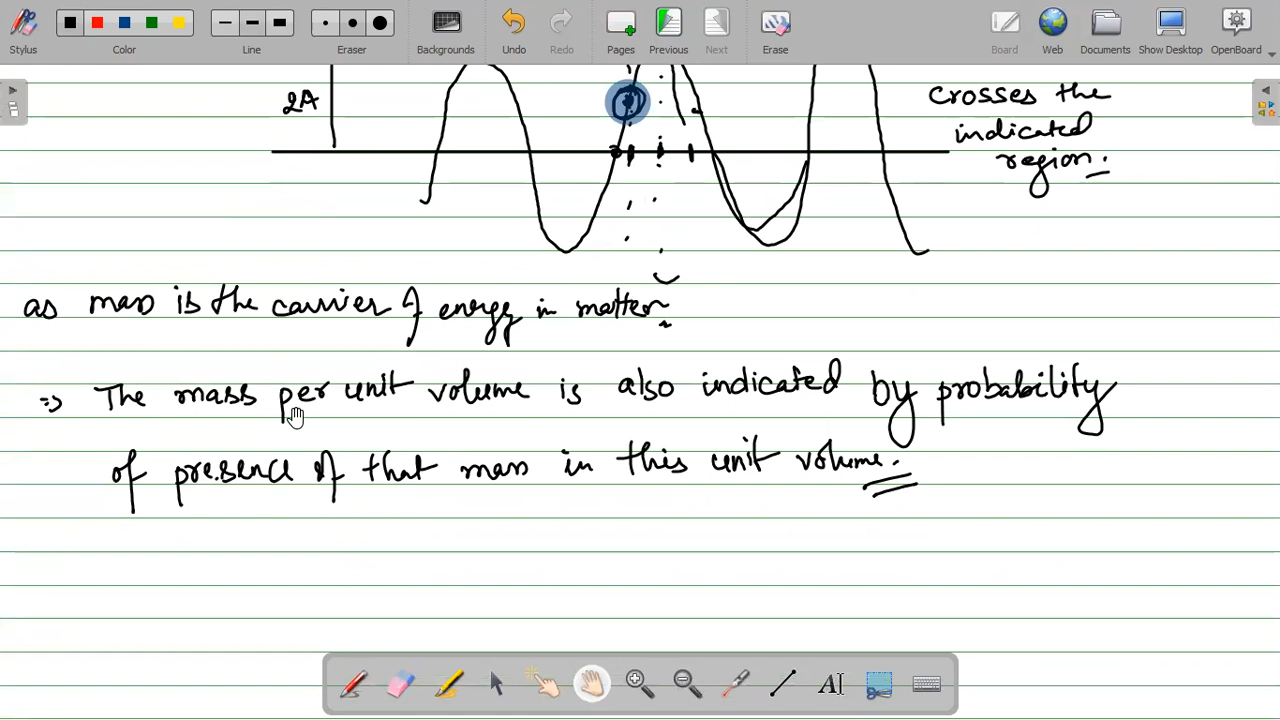 Stylus
Color
Line
Eraser
Backgrounds
Undo
Redo
Pages
Previous
Next
Erase
Board
Web
Documents
Show Desktop
OpenBoard
2A
crosses the
indicated
region.
as mass is the carrier of energy in matter
⇒ The mass per unit volume is also indicated by probability
of presence of that mass in this unit volume.
AI